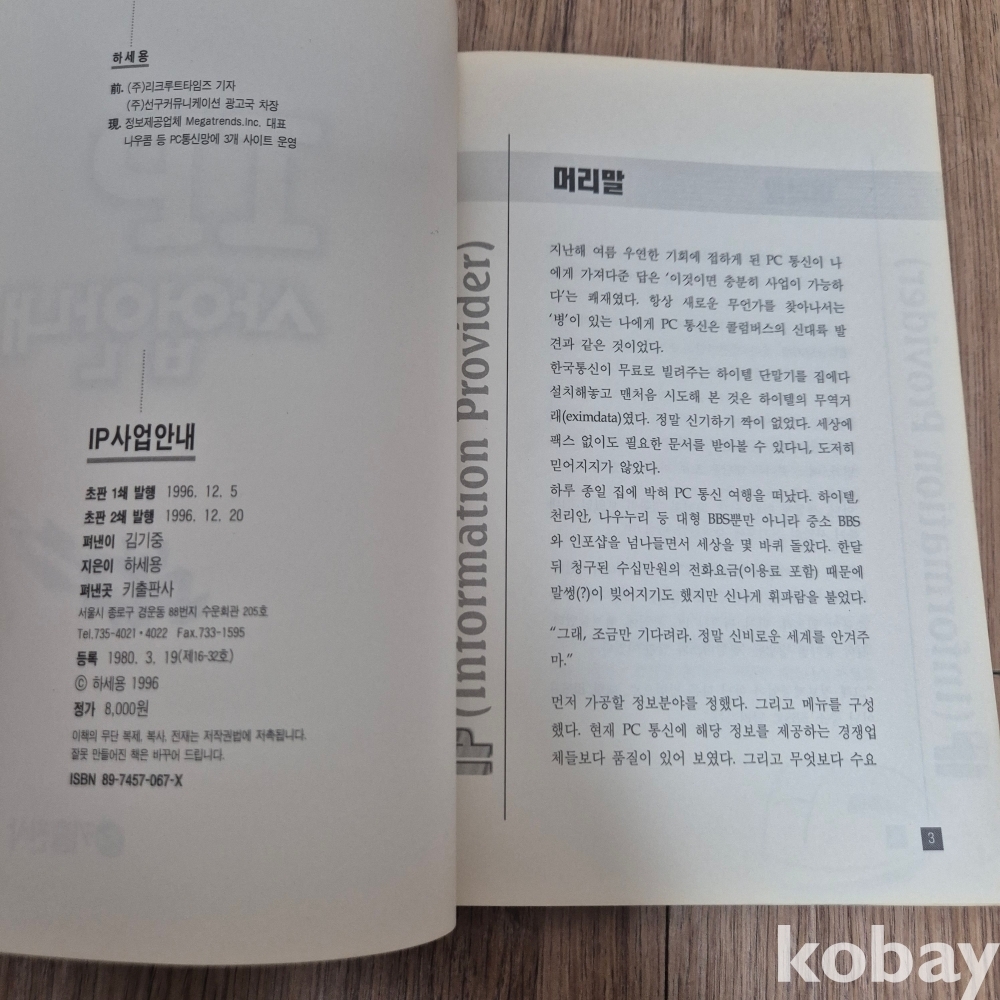 하세용
前. (주)리크루트타임즈 기자
(주)선구커뮤니케이션 광고국 차장
現. 정보제공업체 Megatrends.Inc. 대표
나우콤 등 PC통신망에 3개 사이트 운영
IP사업안내
초판 1쇄 발행 1996. 12. 5
초판 2쇄 발행 1996. 12. 20
펴낸이 김기중
지은이 하세용
펴낸곳 키출판사
서울시 종로구 경운동 88번지 수문회관 205호
Tel.735-4021·4022 Fax.733-1595
등록 1980. 3. 19(제16-32호)
ⓒ 하세용 1996
정가 8,000원
이책의 무단 복제, 복사, 전재는 저작권법에 저촉됩니다.
잘못 만들어진 책은 바꾸어 드립니다.
ISBN 89-7457-067-X
IP (Information Provider)
머리말
지난해 여름 우연한 기회에 접하게 된 PC 통신이 나
에게 가져다준 답은 '이것이면 충분히 사업이 가능하
다'는 쾌재였다. 항상 새로운 무언가를 찾아나서는
'병'이 있는 나에게 PC 통신은 콜럼버스의 신대륙 발
견과 같은 것이었다.
한국통신이 무료로 빌려주는 하이텔 단말기를 집에다
설치해놓고 맨처음 시도해 본 것은 하이텔의 무역거
래(eximdata)였다. 정말 신기하기 짝이 없었다. 세상에
팩스 없이도 필요한 문서를 받아볼 수 있다니, 도저히
믿어지지가 않았다.
하루 종일 집에 박혀 PC 통신 여행을 떠났다. 하이텔,
천리안, 나우누리 등 대형 BBS뿐만 아니라 중소 BBS
와 인포샵을 넘나들면서 세상을 몇 바퀴 돌았다. 한달
뒤 청구된 수십만원의 전화요금(이용료 포함) 때문에
말썽(?)이 빚어지기도 했지만 신나게 휘파람을 불었다.
"그래, 조금만 기다려라. 정말 신비로운 세계를 안겨주
마."
먼저 가공할 정보분야를 정했다. 그리고 메뉴를 구성
했다. 현재 PC 통신에 해당 정보를 제공하는 경쟁업
체들보다 품질이 있어 보였다. 그리고 무엇보다 수요
3
kobay